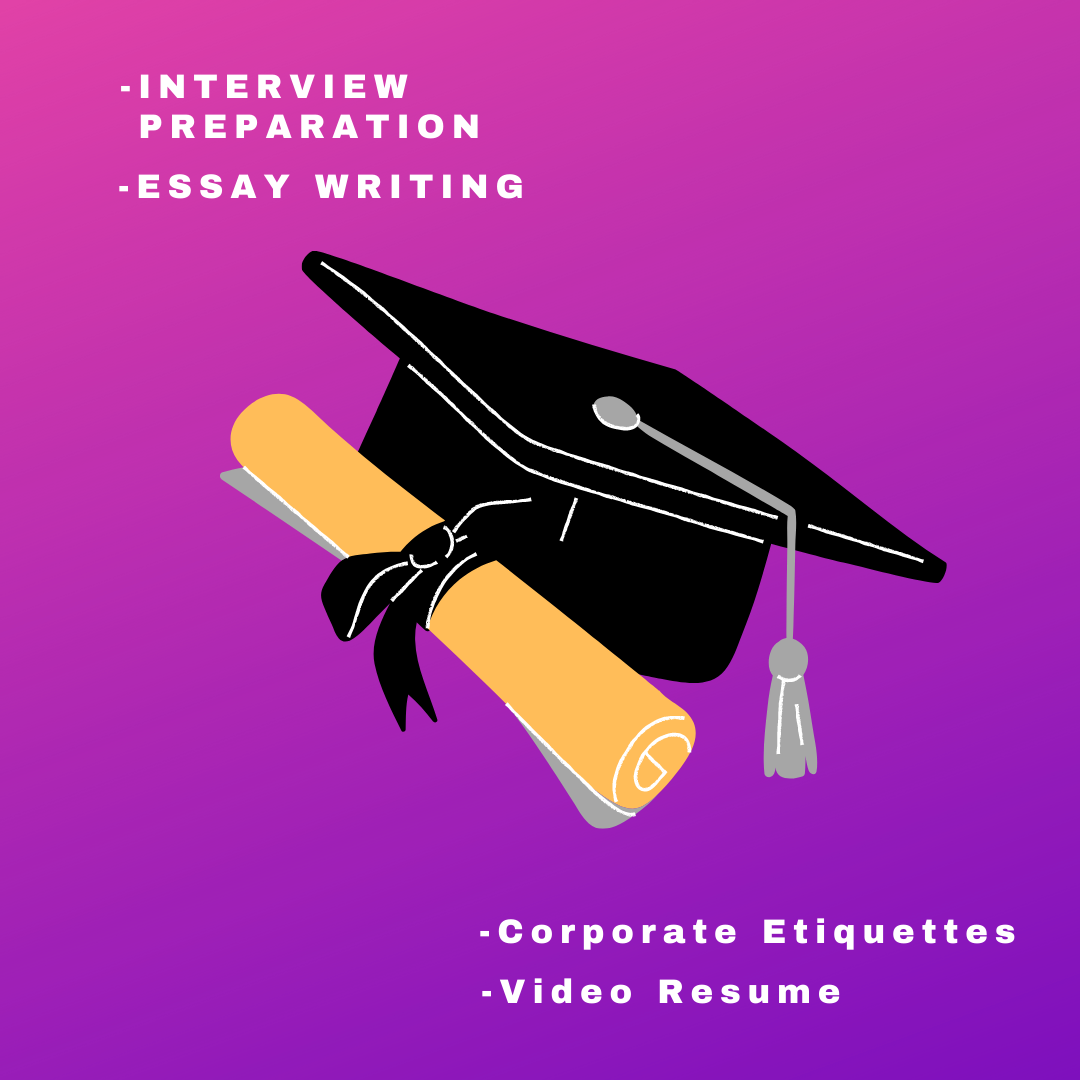 -INTERVIEW
PREPARATION
-ESSAY WRITING
-Corporate Etiquettes
-Video Resume